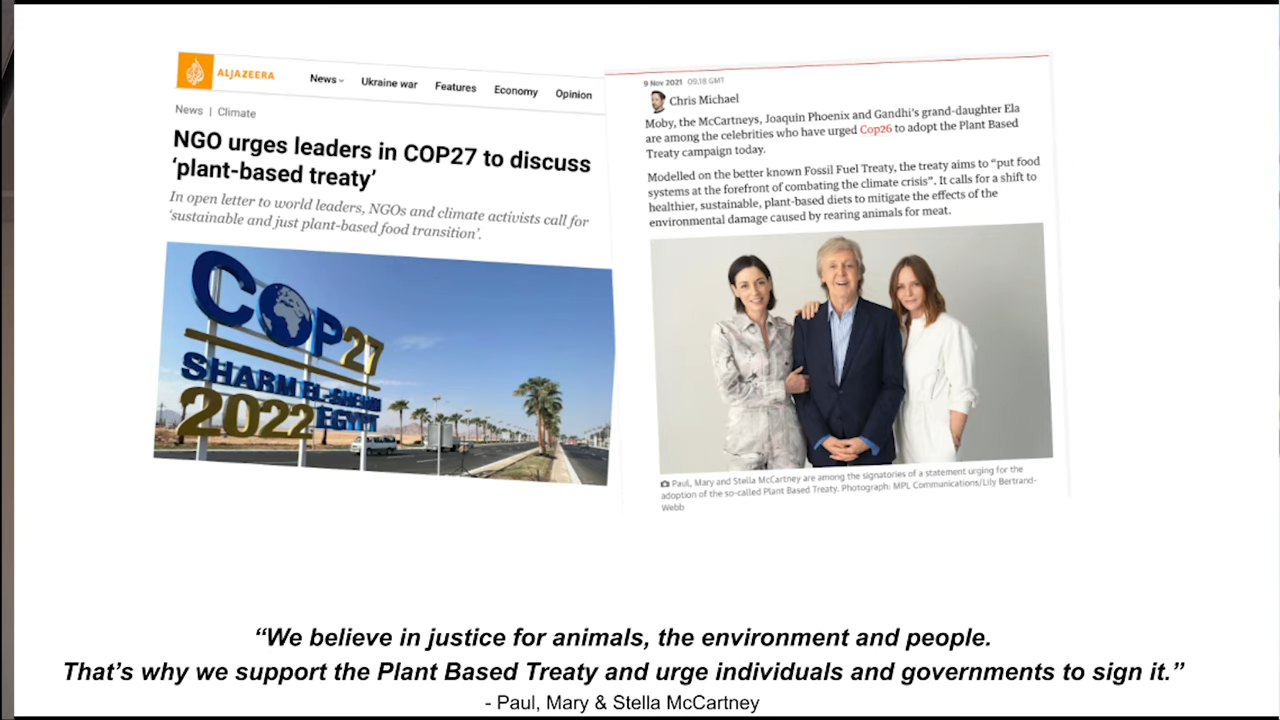 ALJAZEERA
News Ukraine war Features Economy Opinion
News | Climate
NGO urges leaders in COP27 to discuss
‘plant-based treaty’
In open letter to world leaders, NGOs and climate activists call for
‘sustainable and just plant-based food transition’.
COP27
SHARM EL-SHEIKH
2022 EGYPT
9 Nov 2021 09.18 GMT
Chris Michael
Moby, the McCartneys, Joaquin Phoenix and Gandhi's grand-daughter Ela
are among the celebrities who have urged Cop26 to adopt the Plant Based
Treaty campaign today.
Modelled on the better known Fossil Fuel Treaty, the treaty aims to “put food
systems at the forefront of combating the climate crisis”. It calls for a shift to
healthier, sustainable, plant-based diets to mitigate the effects of the
environmental damage caused by rearing animals for meat.
Paul, Mary and Stella McCartney are among the signatories of a statement urging for the
adoption of the so-called Plant Based Treaty. Photograph: MPL Communications/Lily Bertrand-
Webb
“We believe in justice for animals, the environment and people.
That’s why we support the Plant Based Treaty and urge individuals and governments to sign it.”
- Paul, Mary & Stella McCartney